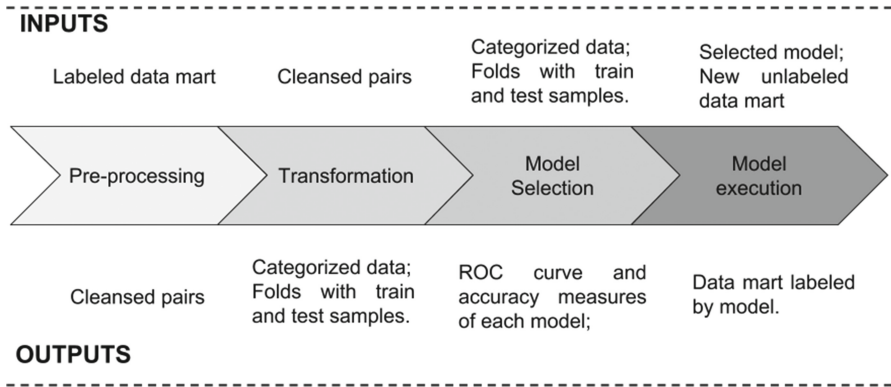 INPUTS
Labeled data mart
Cleansed pairs
Categorized data;
Folds with train
and test samples.
Selected model;
New unlabeled
data mart
Pre-processing
Transformation
Model
Selection
Model
execution
Cleansed pairs
Categorized data;
Folds with train
and test samples.
ROC curve and
accuracy measures
of each model;
Data mart labeled
by model.
OUTPUTS